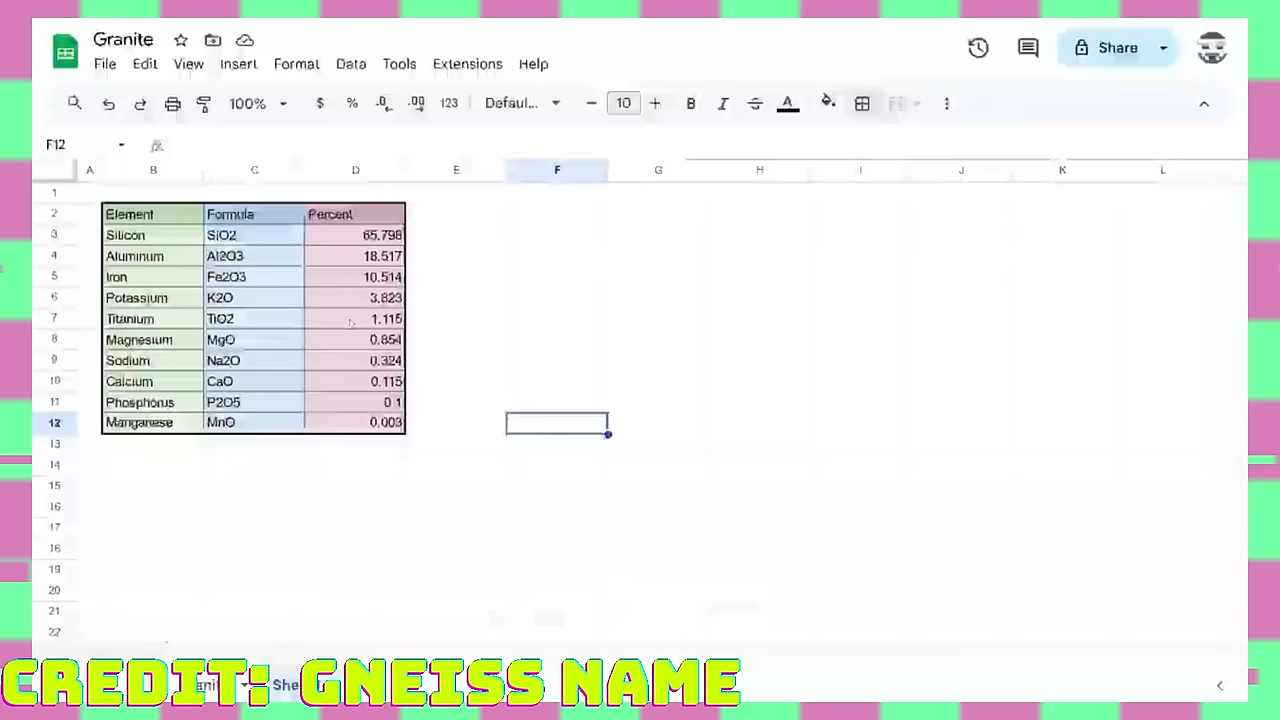 Granite
File Edit View Insert Format Data Tools Extensions Help
Share
100% $ % .0 .00 123 Defaul... − 10 + B I S A
F12 fx
A B C D E F G H I J K L
1
2 Element Formula Percent
3 Silicon SiO2 65.798
4 Aluminum Al2O3 18.517
5 Iron Fe2O3 10.514
6 Potassium K2O 3.823
7 Titanium TiO2 1.115
8 Magnesium MgO 0.854
9 Sodium Na2O 0.324
10 Calcium CaO 0.115
11 Phosphorus P2O5 0.1
12 Manganese MnO 0.003
13
14
15
16
17
18
19
20
21
22
CREDIT: GNEISS NAME